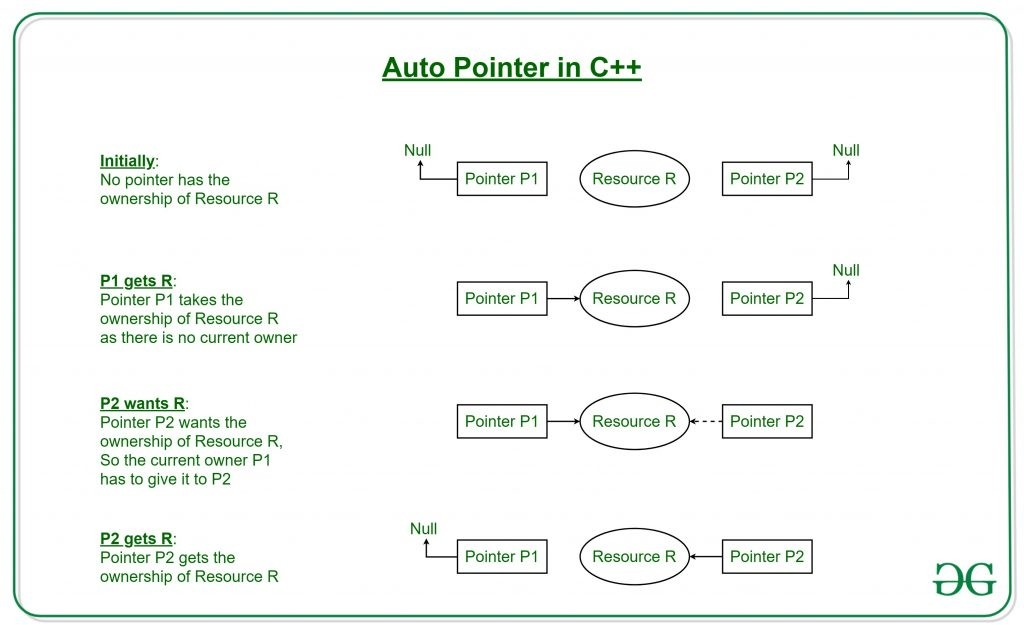 Auto Pointer in C++
Initially:
No pointer has the
ownership of Resource R
Null
Pointer P1
Resource R
Pointer P2
Null
P1 gets R:
Pointer P1 takes the
ownership of Resource R
as there is no current owner
Pointer P1
Resource R
Pointer P2
Null
P2 wants R:
Pointer P2 wants the
ownership of Resource R,
So the current owner P1
has to give it to P2
Pointer P1
Resource R
Pointer P2
P2 gets R:
Pointer P2 gets the
ownership of Resource R
Null
Pointer P1
Resource R
Pointer P2